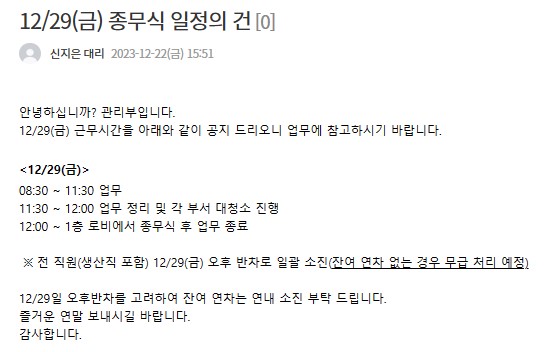 12/29(금) 종무식 일정의 건 [0]
신지은 대리 2023-12-22(금) 15:51
안녕하십니까? 관리부입니다.
12/29(금) 근무시간을 아래와 같이 공지 드리오니 업무에 참고하시기 바랍니다.
<12/29(금)>
08:30 ~ 11:30 업무
11:30 ~ 12:00 업무 정리 및 각 부서 대청소 진행
12:00 ~ 1층 로비에서 종무식 후 업무 종료
※ 전 직원(생산직 포함) 12/29(금) 오후 반차로 일괄 소진(잔여 연차 없는 경우 무급 처리 예정)
12/29일 오후반차를 고려하여 잔여 연차는 연내 소진 부탁 드립니다.
즐거운 연말 보내시길 바랍니다.
감사합니다.